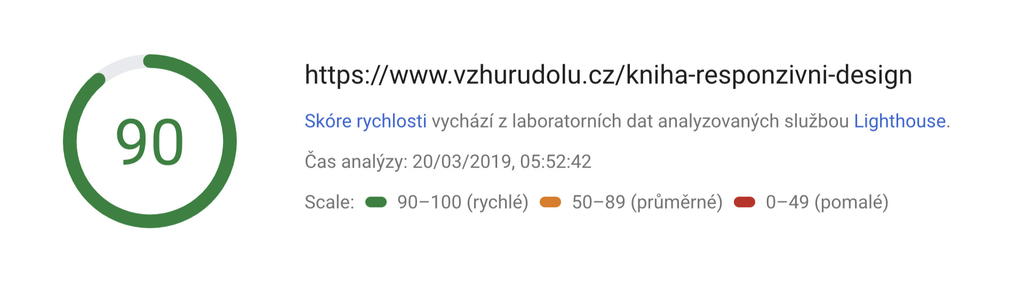 90
https://www.vzhurudolu.cz/kniha-responzivni-design
Skóre rychlosti vychází z laboratorních dat analyzovaných službou Lighthouse.
Čas analýzy: 20/03/2019, 05:52:42
Scale: 90–100 (rychlé) 50–89 (průměrné) 0–49 (pomalé)